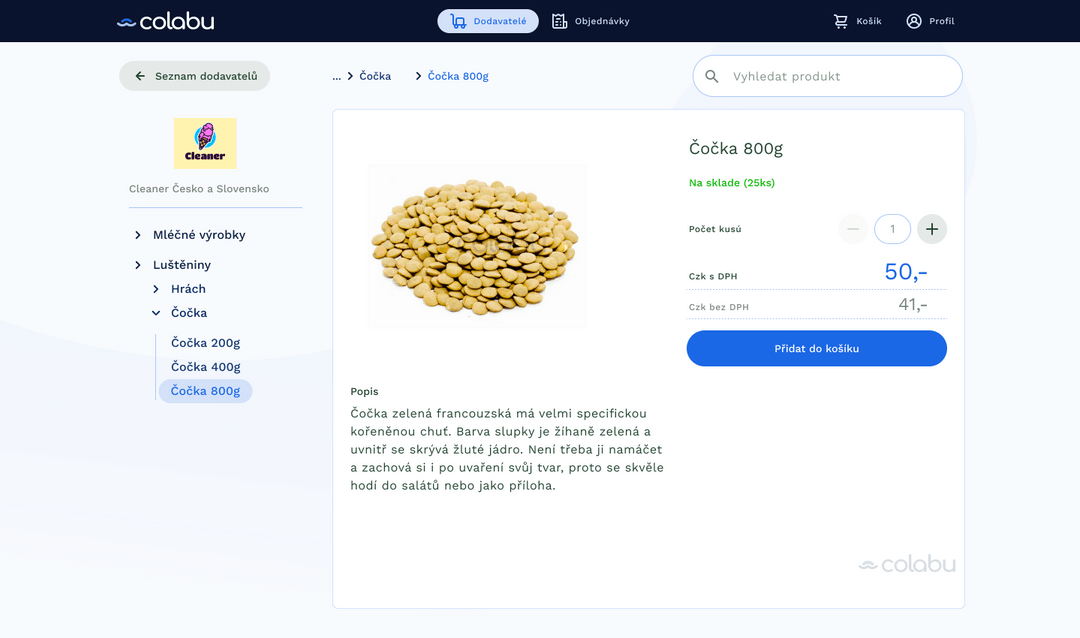 colabu
Dodavatelé
Objednávky
Košík
Profil
Seznam dodavatelů
... Čočka Čočka 800g
Vyhledat produkt
Cleaner
Cleaner Česko a Slovensko
Mléčné výrobky
Luštěniny
Hrách
Čočka
Čočka 200g
Čočka 400g
Čočka 800g
Čočka 800g
Na sklade (25ks)
Počet kusú
1
Czk s DPH
50,-
Czk bez DPH
41,-
Přidat do košíku
Popis
Čočka zelená francouzská má velmi specifickou
kořeněnou chuť. Barva slupky je žíhaně zelená a
uvnitř se skrývá žluté jádro. Není třeba ji namáčet
a zachová si i po uvaření svůj tvar, proto se skvěle
hodí do salátů nebo jako příloha.
colabu